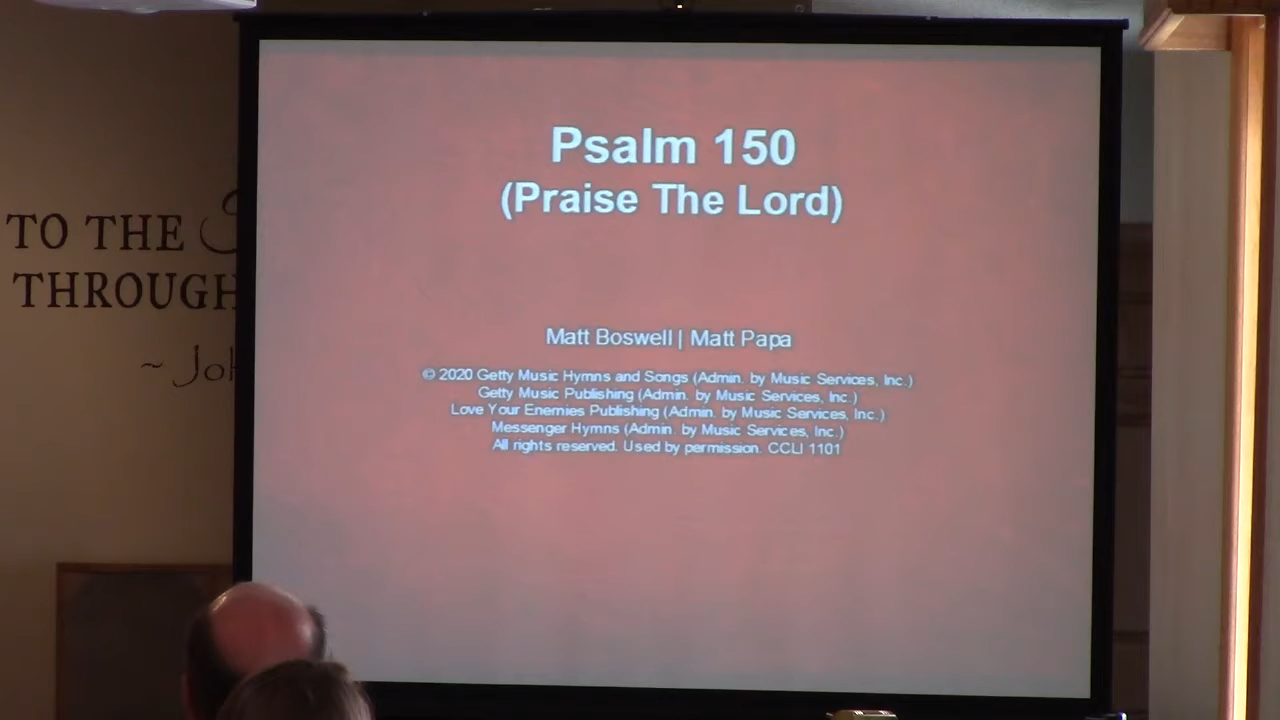 Psalm 150
(Praise The Lord)
Matt Boswell | Matt Papa
© 2020 Getty Music Hymns and Songs (Admin. by Music Services, Inc.)
Getty Music Publishing (Admin. by Music Services, Inc.)
Love Your Enemies Publishing (Admin. by Music Services, Inc.)
Messenger Hymns (Admin. by Music Services, Inc.)
All rights reserved. Used by permission. CCLI 1101
TO THE
THROUGH
~